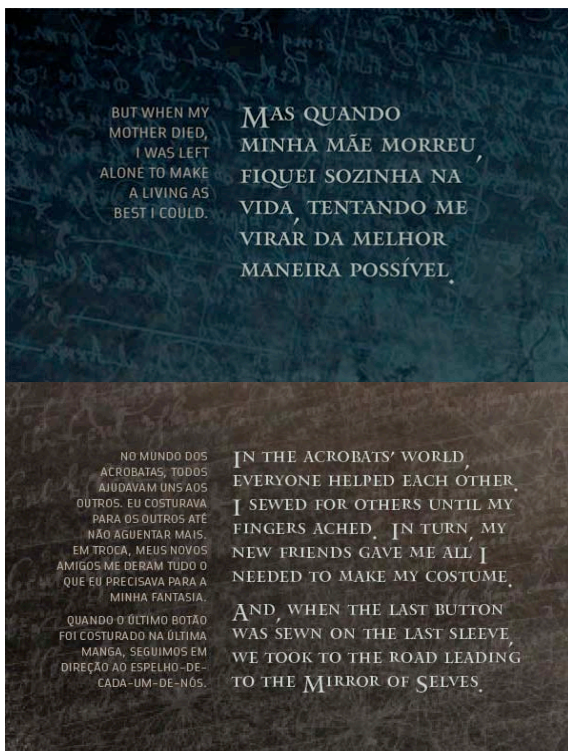 BUT WHEN MY
MOTHER DIED,
I WAS LEFT
ALONE TO MAKE
A LIVING AS
BEST I COULD.
MAS QUANDO
MINHA MÃE MORREU,
FIQUEI SOZINHA NA
VIDA, TENTANDO ME
VIRAR DA MELHOR
MANEIRA POSSÍVEL.
NO MUNDO DOS
ACROBATAS, TODOS
AJUDAVAM UNS AOS
OUTROS. EU COSTURAVA
PARA OS OUTROS ATÉ
NÃO AGUENTAR MAIS.
EM TROCA, MEUS NOVOS
AMIGOS ME DERAM TUDO O
QUE EU PRECISAVA PARA A
MINHA FANTASIA.
QUANDO O ÚLTIMO BOTÃO
FOI COSTURADO NA ÚLTIMA
MANGA, SEGUIMOS EM
DIREÇÃO AO ESPELHO-DE-
CADA-UM-DE-NÓS.
IN THE ACROBATS' WORLD,
EVERYONE HELPED EACH OTHER.
I SEWED FOR OTHERS UNTIL MY
FINGERS ACHED. IN TURN, MY
NEW FRIENDS GAVE ME ALL I
NEEDED TO MAKE MY COSTUME.
AND, WHEN THE LAST BUTTON
WAS SEWN ON THE LAST SLEEVE,
WE TOOK TO THE ROAD LEADING
TO THE MIRROR OF SELVES.